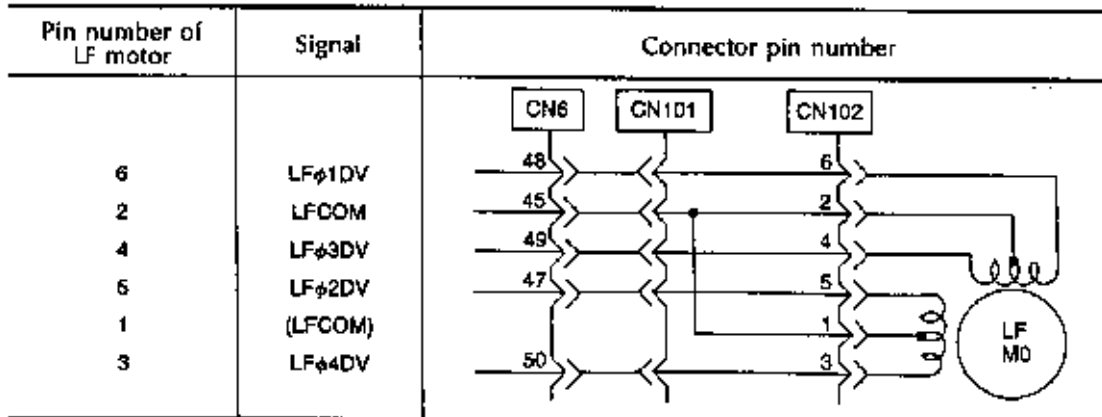 Pin number of LF motor Signal Connector pin number
CN6 CN101 CN102
6 LFφ1DV 48 6
2 LFCOM 45 2
4 LFφ3DV 49 4
5 LFφ2DV 47 5
1 (LFCOM) 1
3 LFφ4DV 50 3
LF
M0